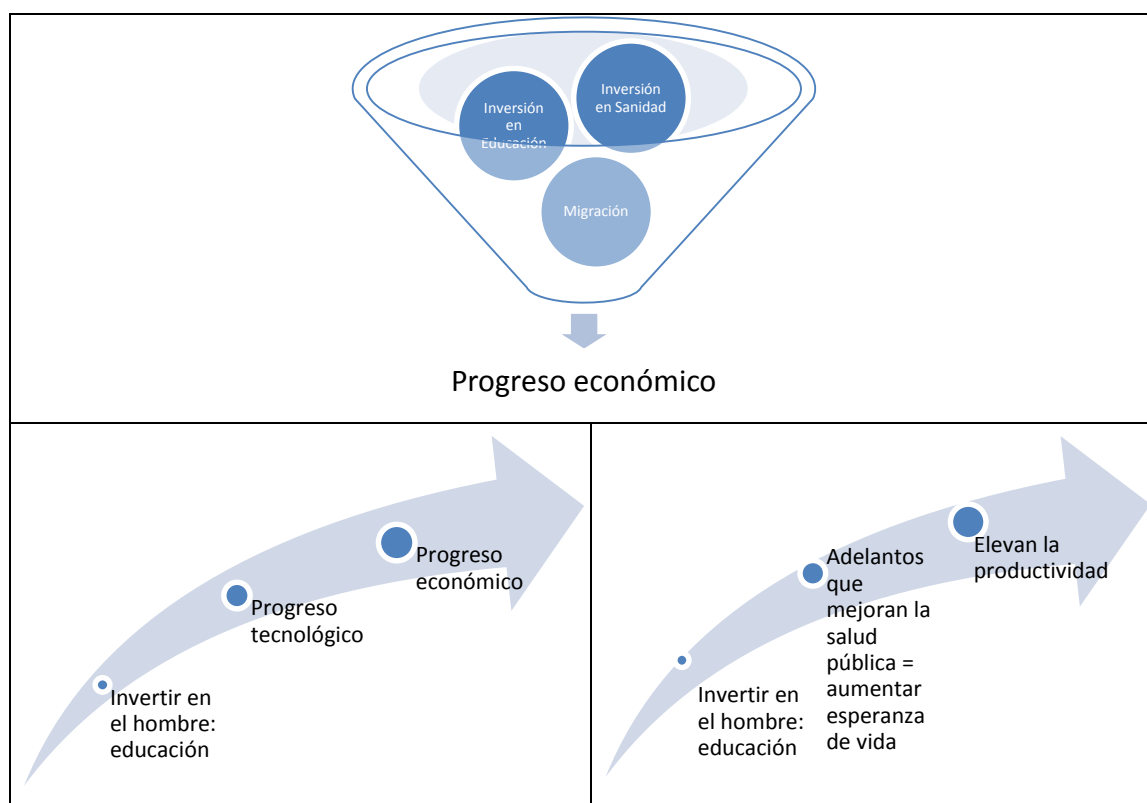 Inversión
en Sanidad
Inversión
en
Educación
Migración
Progreso económico
Invertir en
el hombre:
educación
Progreso
tecnológico
Progreso
económico
Invertir en
el hombre:
educación
Adelantos
que
mejoran la
salud
pública =
aumentar
esperanza
de vida
Elevan la
productividad